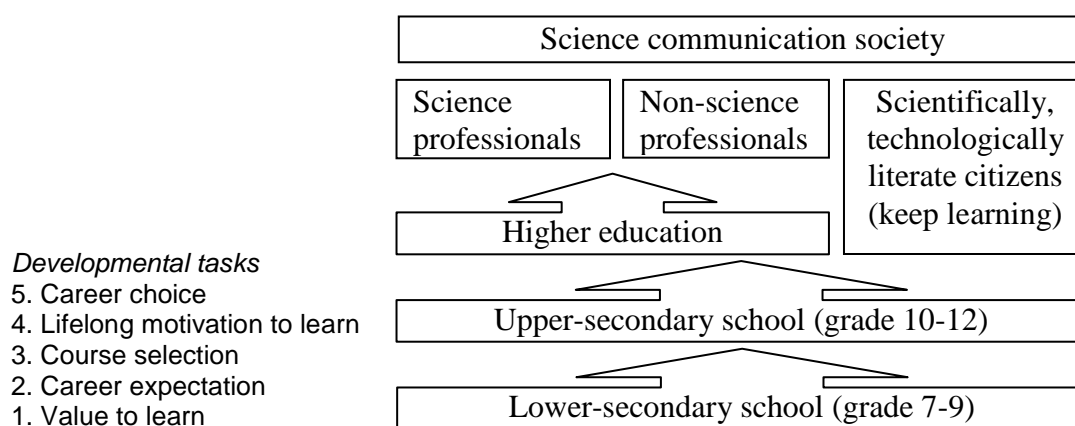 Science communication society
Science
professionals
Non-science
professionals
Scientifically,
technologically
literate citizens
(keep learning)
Higher education
Developmental tasks
5. Career choice
4. Lifelong motivation to learn
3. Course selection
2. Career expectation
1. Value to learn
Upper-secondary school (grade 10-12)
Lower-secondary school (grade 7-9)